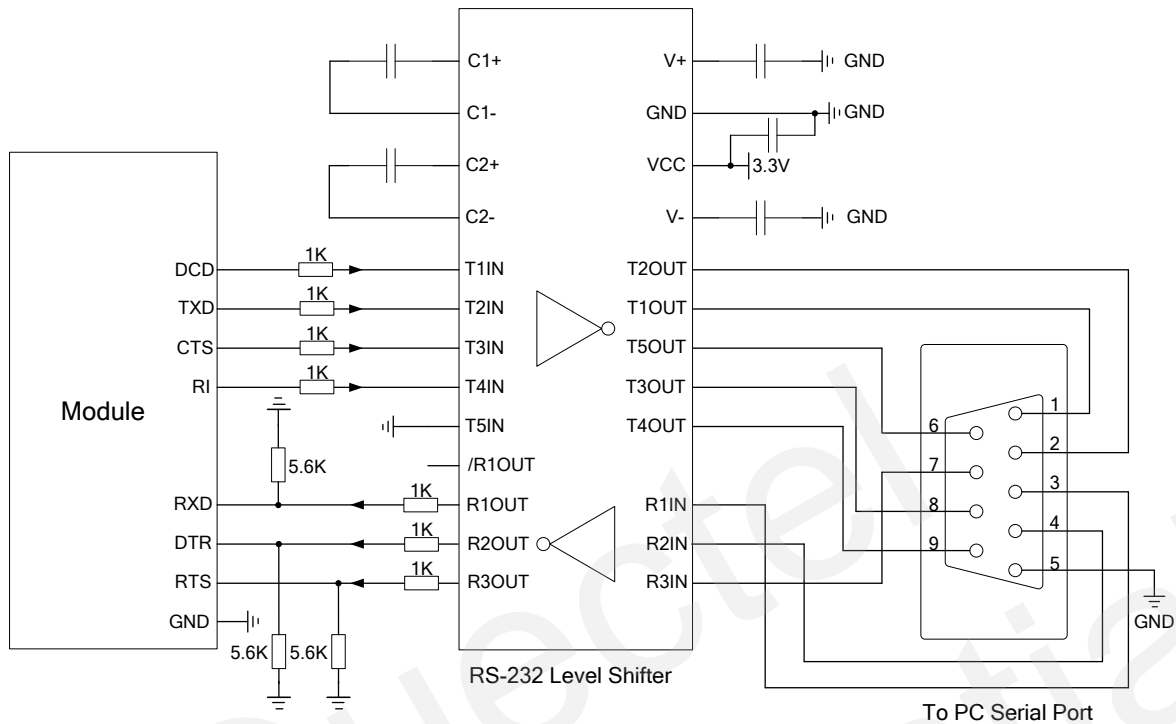 C1+
V+
GND
C1-
GND
GND
C2+
VCC
3.3V
C2-
V-
GND
DCD
1K
T1IN
T2OUT
TXD
1K
T2IN
T1OUT
CTS
1K
T3IN
T5OUT
RI
1K
T4IN
T3OUT
Module
T5IN
T4OUT
5.6K
/R1OUT
RXD
1K
R1OUT
R1IN
DTR
1K
R2OUT
R2IN
RTS
1K
R3OUT
R3IN
GND
5.6K
5.6K
1
6
2
7
3
8
4
9
5
GND
RS-232 Level Shifter
To PC Serial Port
Quectel